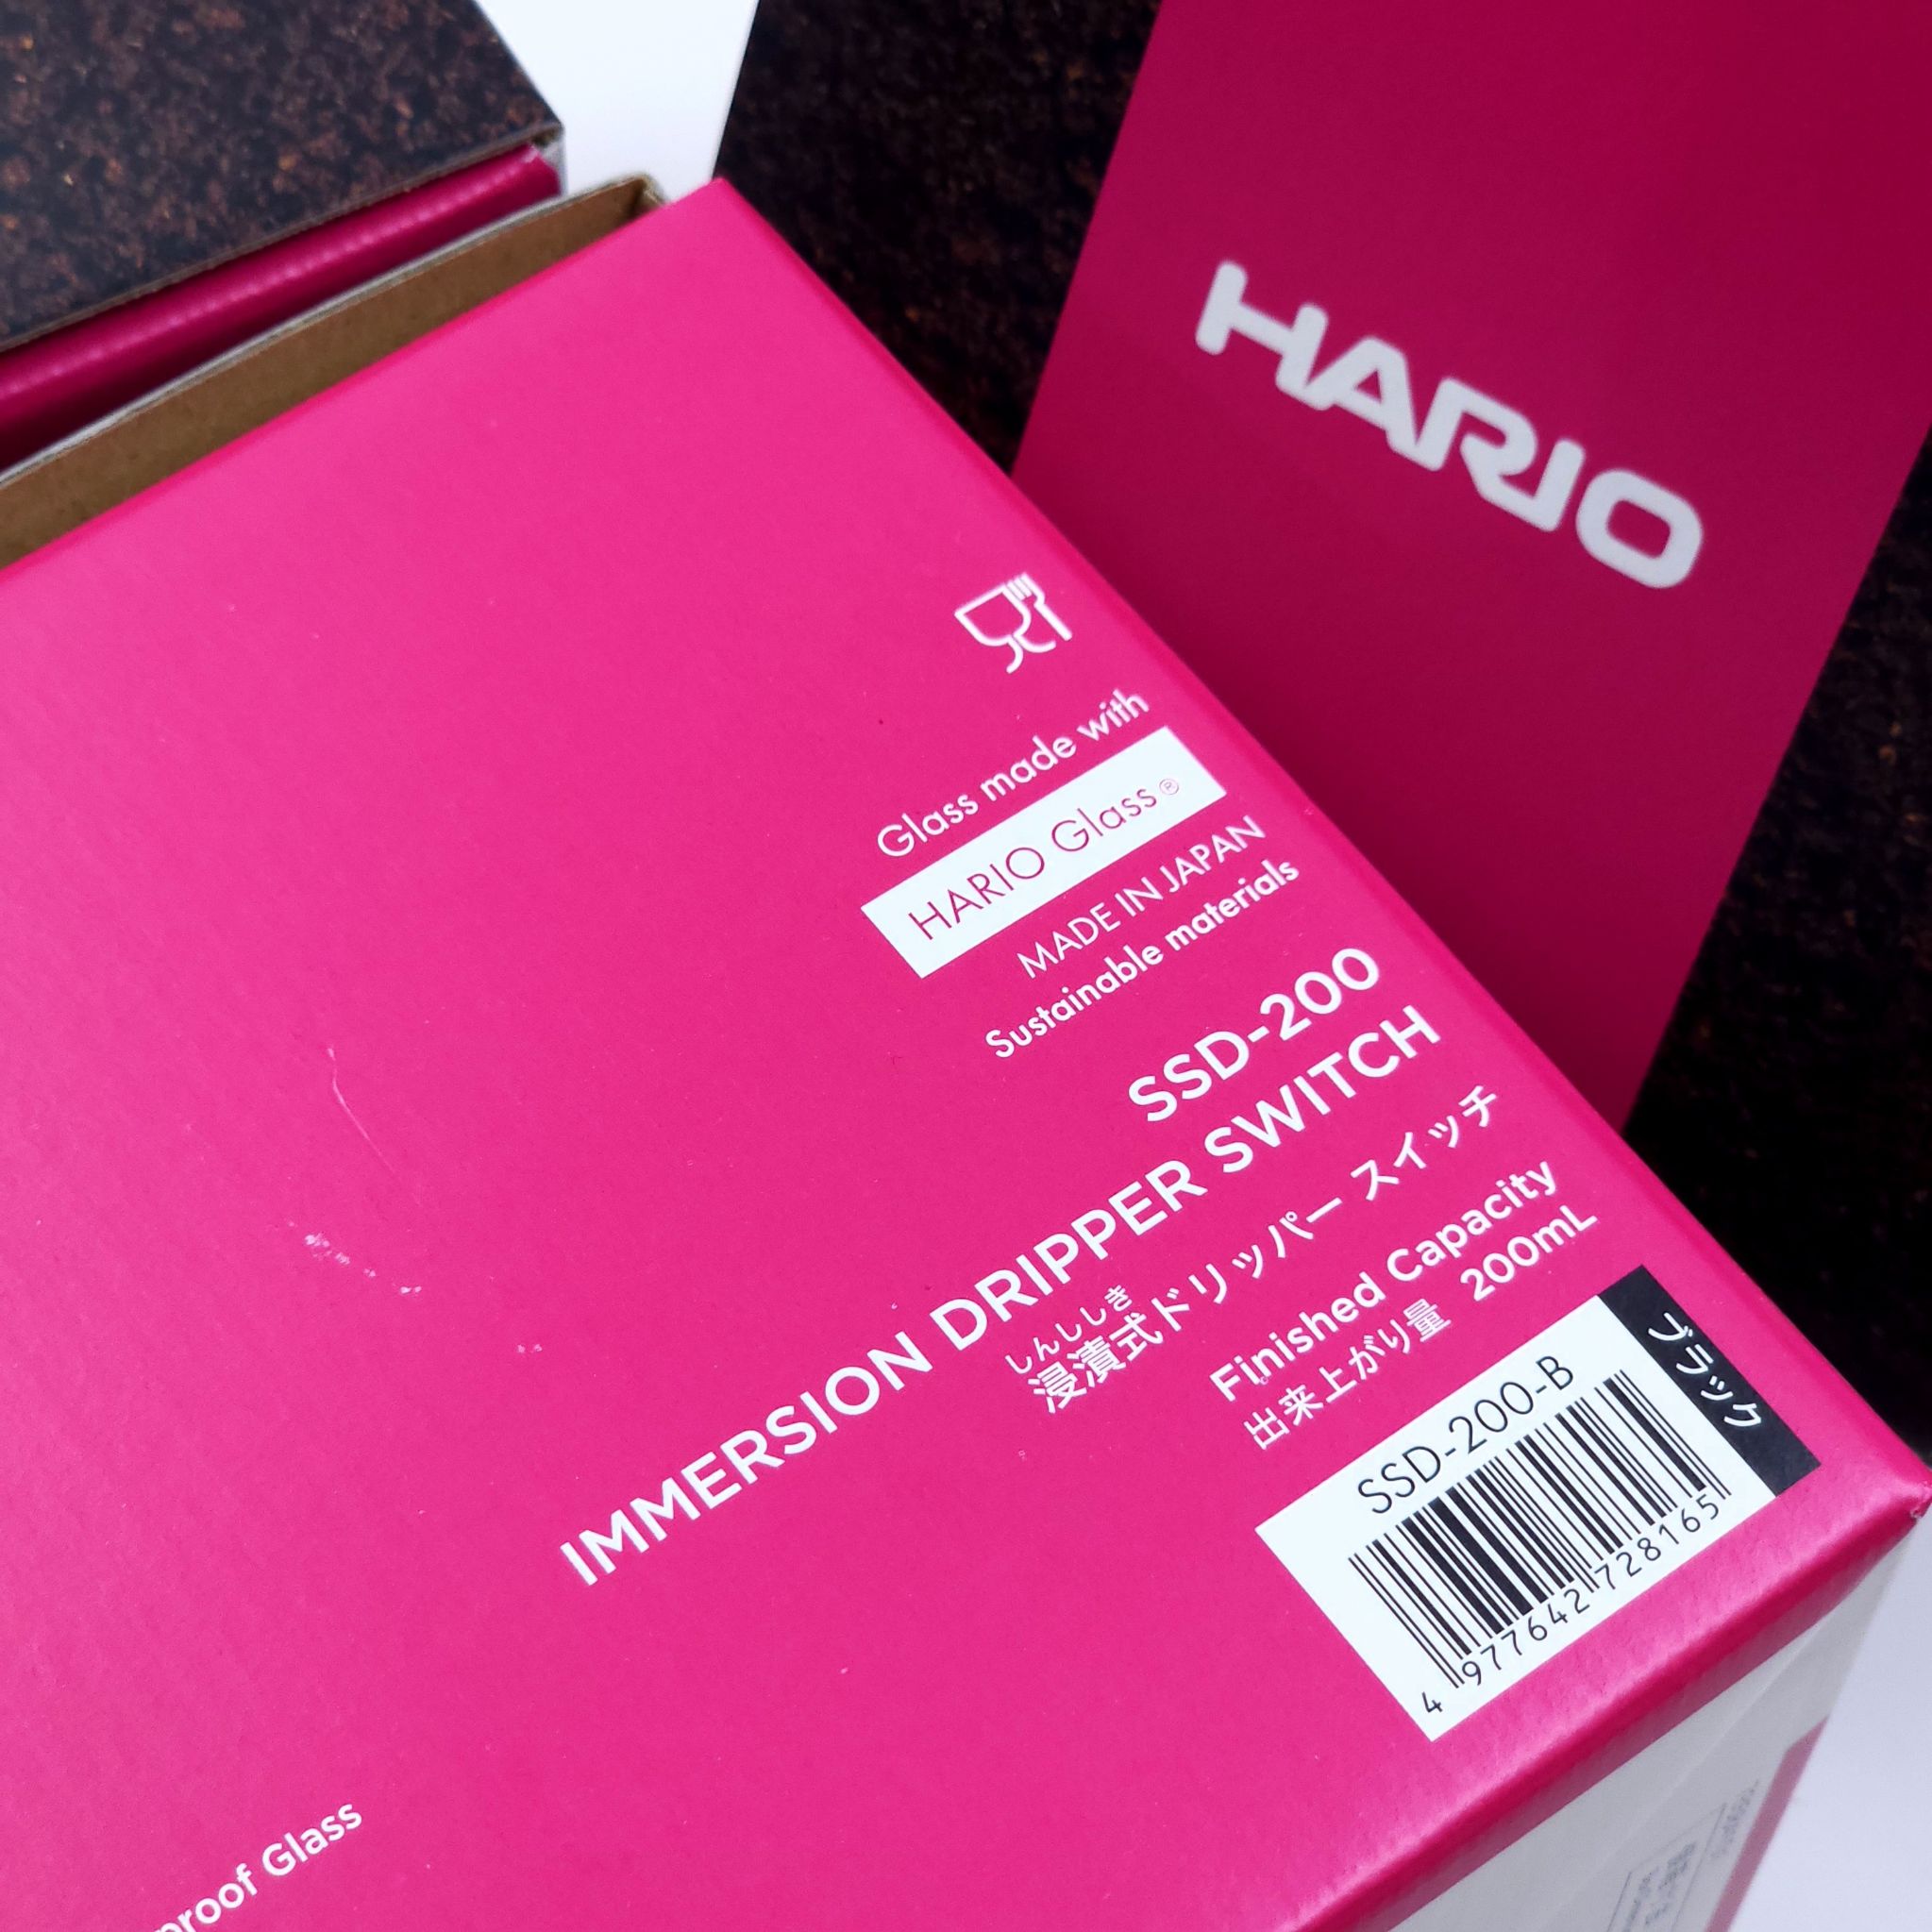 HARIO
Glass made with
HARIO Glass®
MADE IN JAPAN
Sustainable materials
SSD-200
IMMERSION DRIPPER SWITCH
しんししき
浸漬式ドリッパー スイッチ
Finished Capacity
出来上がり量 200mL
ブラック
SSD-200-B
4 977642 728165
proof Glass